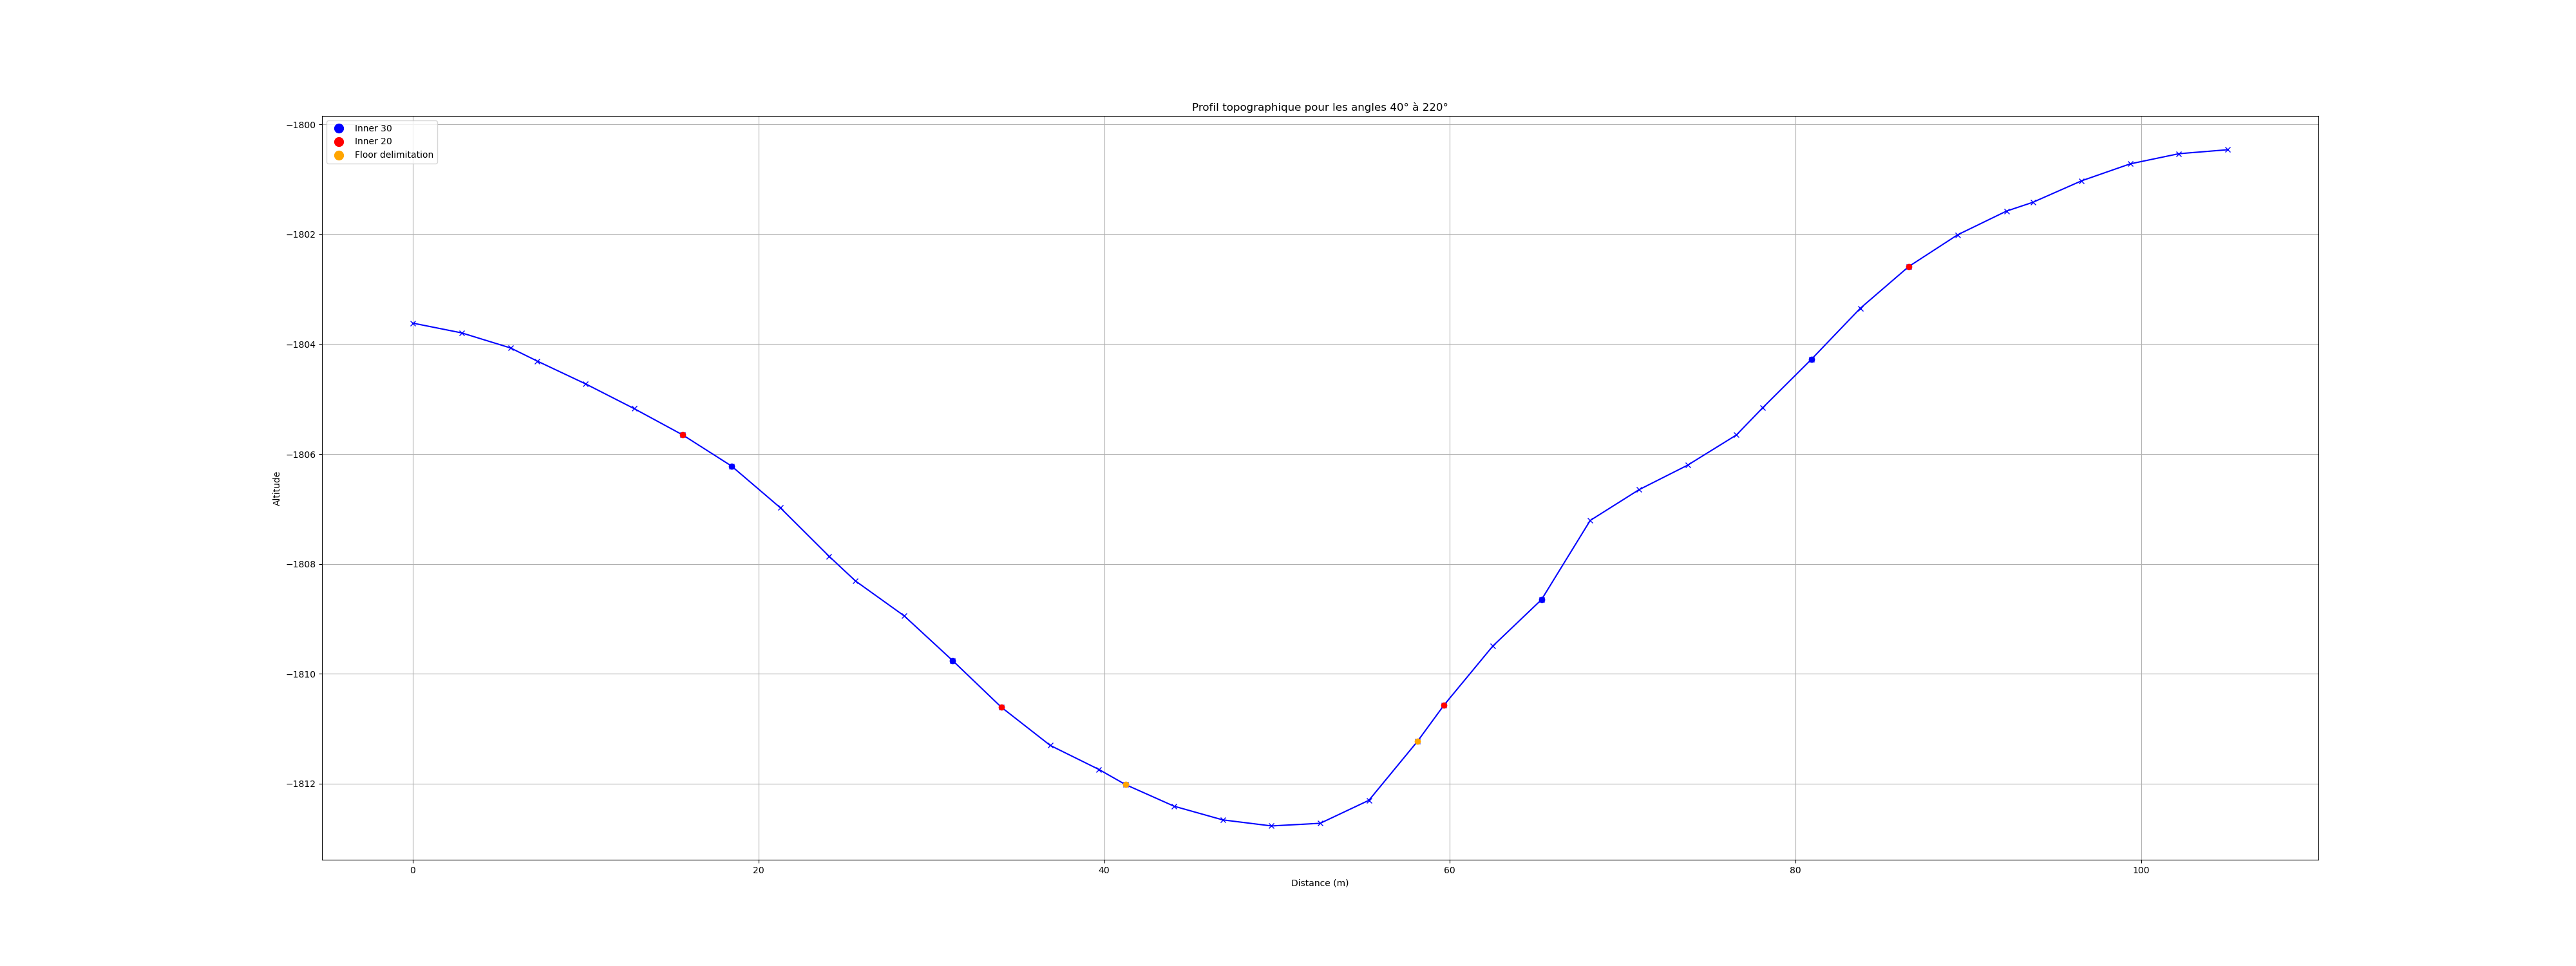 Profil topographique pour les angles 40° à 220°
Inner 30
Inner 20
Floor delimitation
−1800
−1802
−1804
−1806
−1808
−1810
−1812
Altitude
0 20 40 60 80 100
Distance (m)